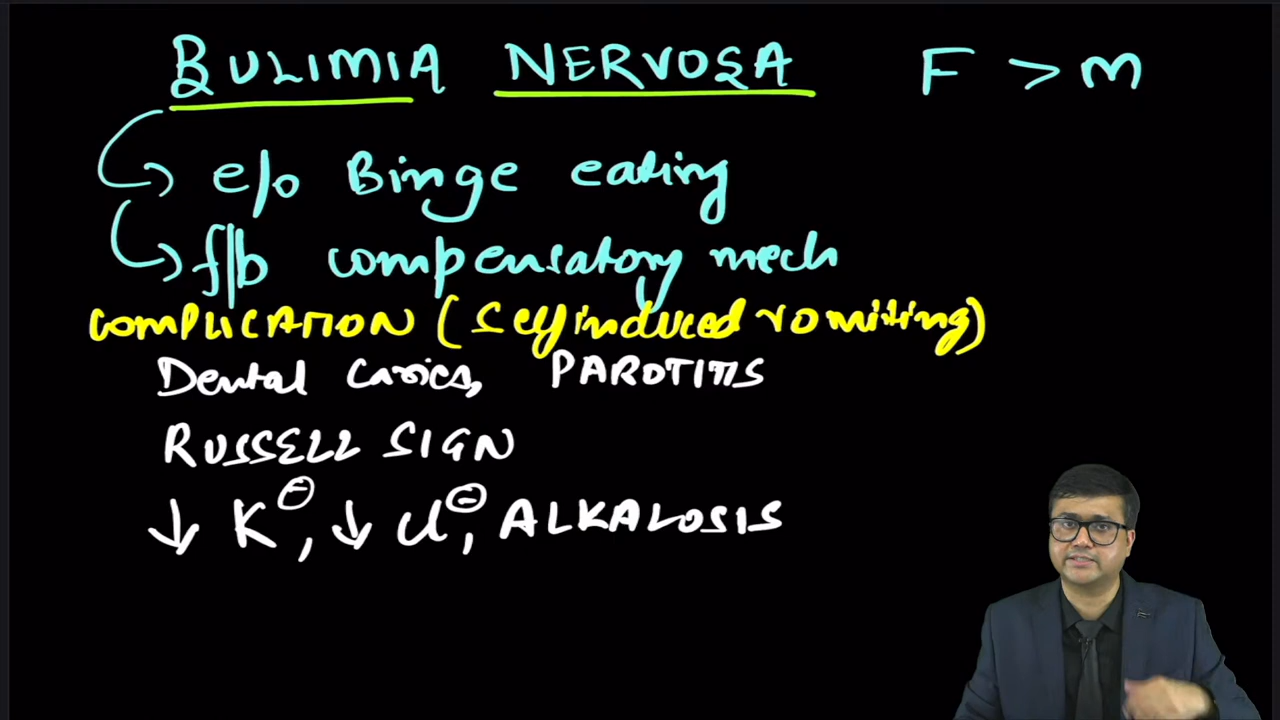 BULIMIA NERVOSA F > M
e/o Binge eating
f/b compensatory mech
COMPLICATION (Self induced vomiting)
Dental Caries, PAROTITIS
RUSSELL SIGN
↓ K⊖, ↓ Cl⊖, ALKALOSIS